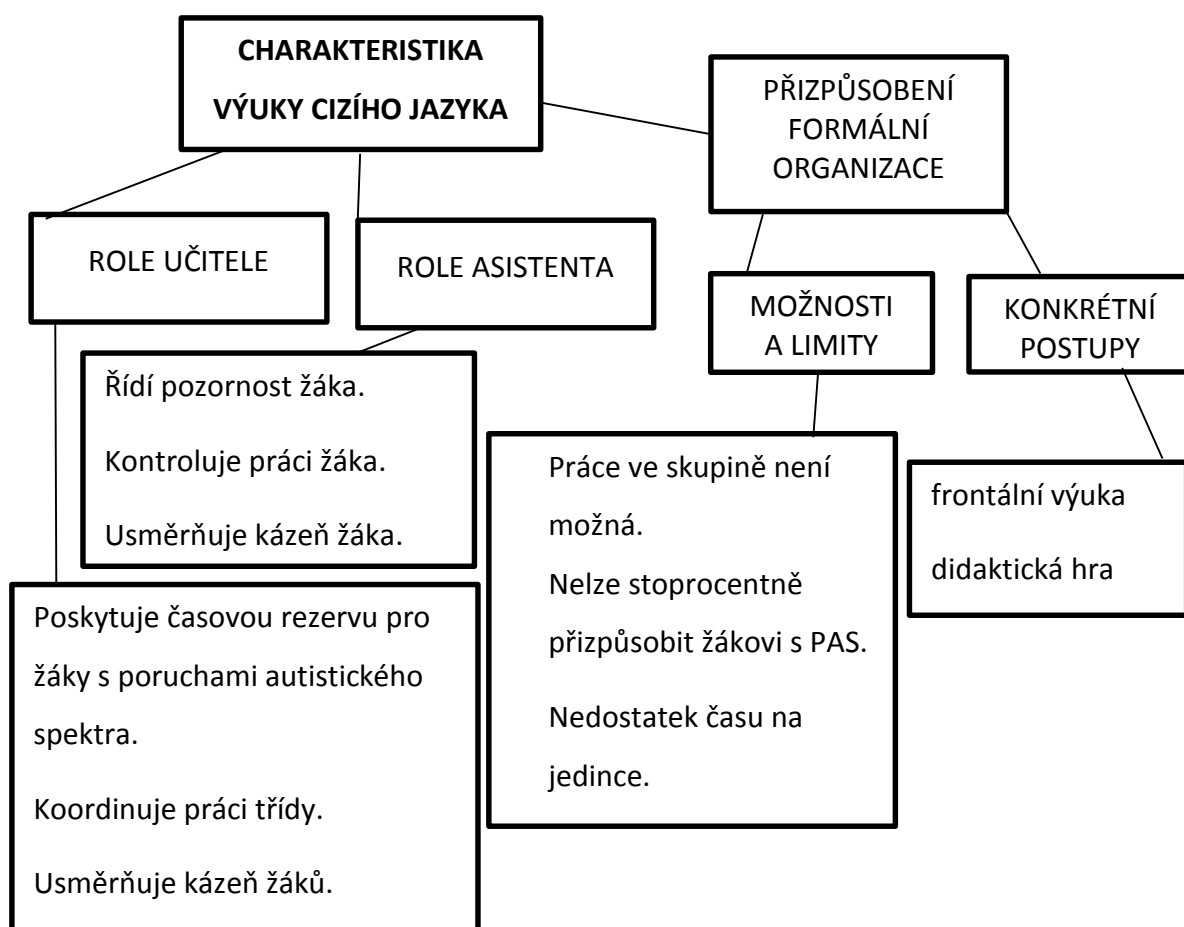 CHARAKTERISTIKA
VÝUKY CIZÍHO JAZYKA
PŘIZPŮSOBENÍ
FORMÁLNÍ
ORGANIZACE
ROLE UČITELE
ROLE ASISTENTA
MOŽNOSTI
A LIMITY
KONKRÉTNÍ
POSTUPY
Řídí pozornost žáka.
Kontroluje práci žáka.
Usměrňuje kázeň žáka.
Práce ve skupině není
možná.
Nelze stoprocentně
přizpůsobit žákovi s PAS.
Nedostatek času na
jedince.
frontální výuka
didaktická hra
Poskytuje časovou rezervu pro
žáky s poruchami autistického
spektra.
Koordinuje práci třídy.
Usměrňuje kázeň žáků.